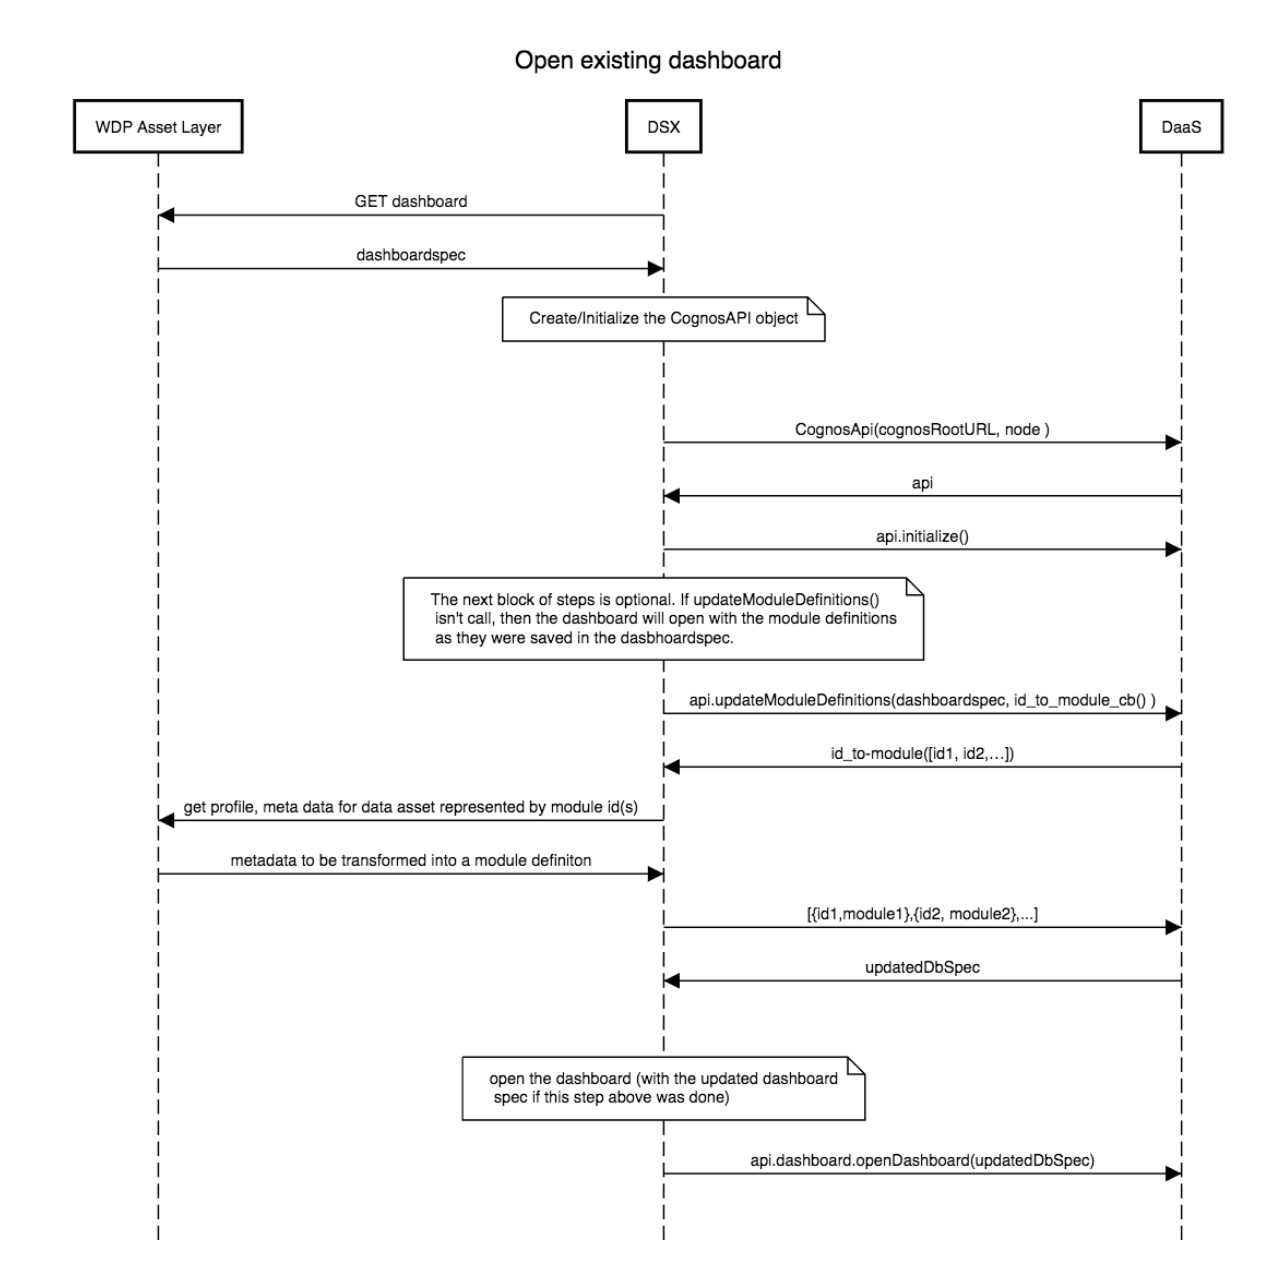 Open existing dashboard
WDP Asset Layer
DSX
DaaS
GET dashboard
dashboardspec
Create/Initialize the CognosAPI object
CognosApi(cognosRootURL, node )
api
api.initialize()
The next block of steps is optional. If updateModuleDefinitions()
isn't call, then the dashboard will open with the module definitions
as they were saved in the dasbhoardspec.
api.updateModuleDefinitions(dashboardspec, id_to_module_cb() )
id_to-module([id1, id2,...])
get profile, meta data for data asset represented by module id(s)
metadata to be transformed into a module definiton
[{id1,module1},{id2, module2},...]
updatedDbSpec
open the dashboard (with the updated dashboard
spec if this step above was done)
api.dashboard.openDashboard(updatedDbSpec)